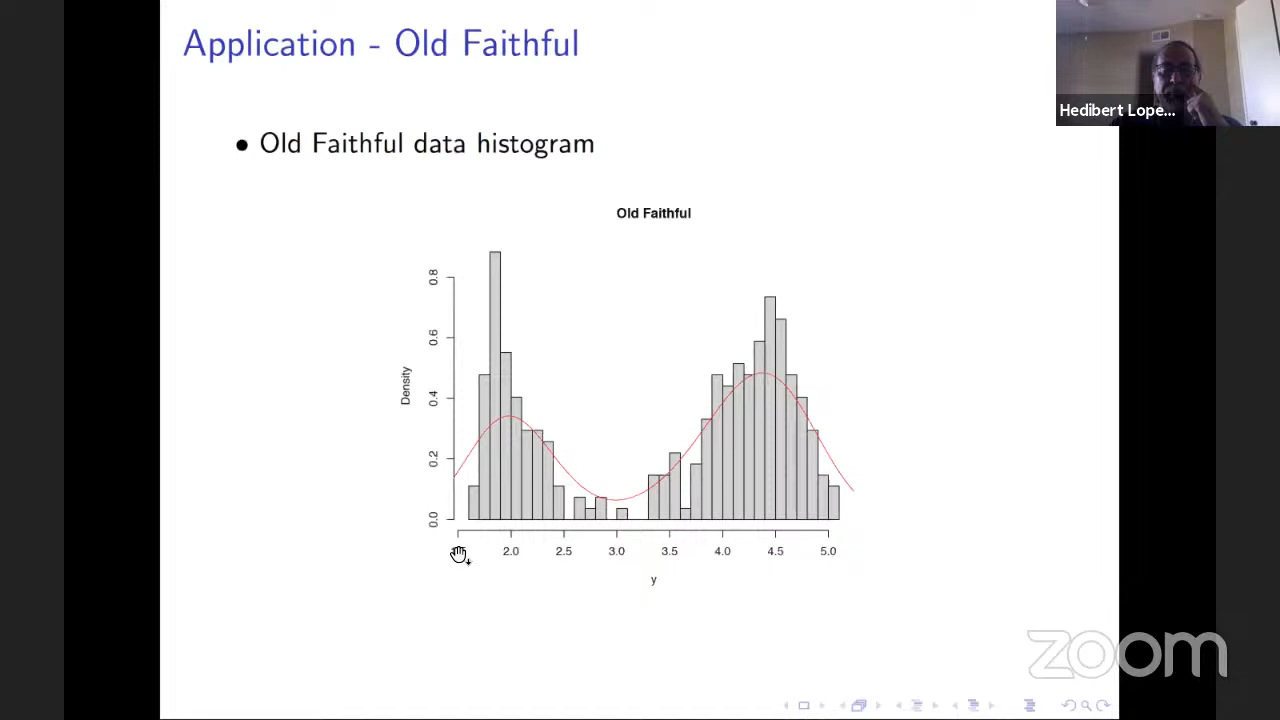 Application - Old Faithful
Hedibert Lope...
• Old Faithful data histogram
Old Faithful
Density
0.0 0.2 0.4 0.6 0.8
2.0 2.5 3.0 3.5 4.0 4.5 5.0
y
zoom